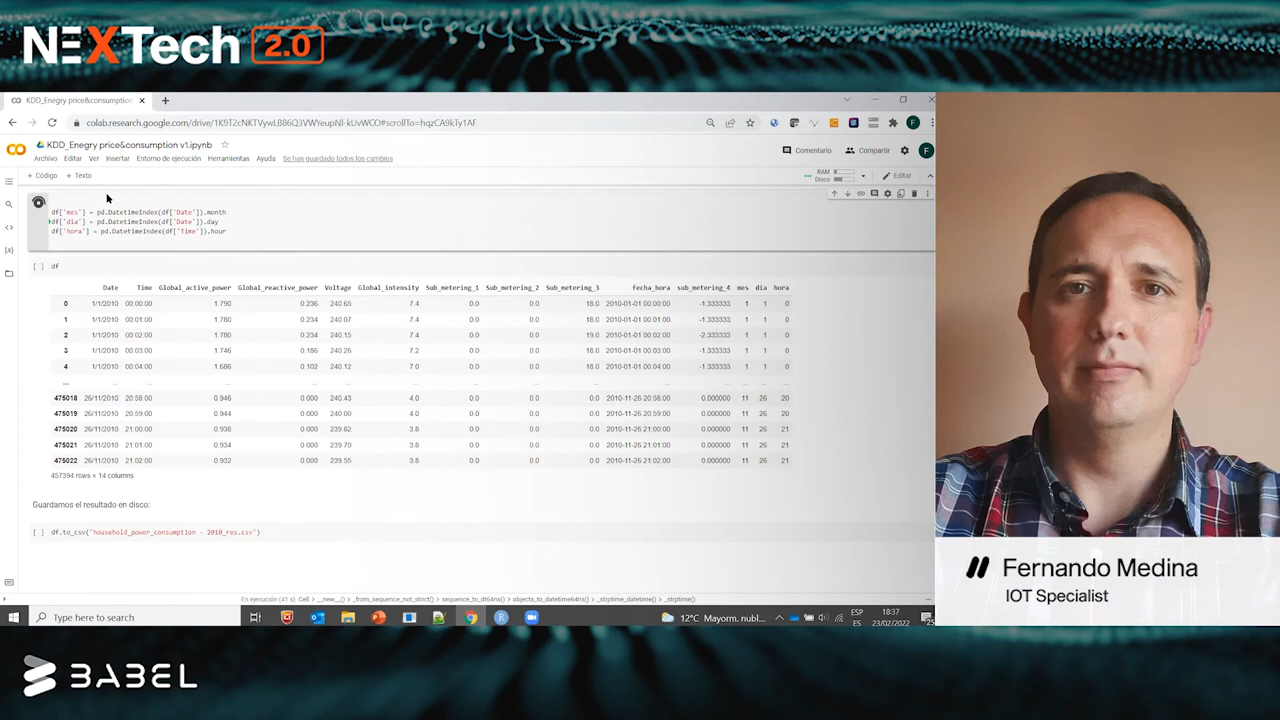 NEXTech 2.0
KDD_Enegry price&consumption
colab.research.google.com/drive/1K9T2cNKTVywLB86Q3VWYeupNl-kUvWCO#scrollTo=hqzCA9kTy1AF
KDD_Enegry price&consumption v1.ipynb
Comentario
Compartir
F
Archivo Editar Ver Insertar Entorno de ejecución Herramientas Ayuda Se han guardado todos los cambios
+ Código + Texto
RAM
Disco
Editar
df['mes'] = pd.DatetimeIndex(df['Date']).month
df['dia'] = pd.DatetimeIndex(df['Date']).day
df['hora'] = pd.DatetimeIndex(df['Time']).hour
[ ] df
Date Time Global_active_power Global_reactive_power Voltage Global_intensity Sub_metering_1 Sub_metering_2 Sub_metering_3 fecha_hora sub_metering_4 mes dia hora
0 1/1/2010 00:00:00 1.790 0.236 240.65 7.4 0.0 0.0 18.0 2010-01-01 00:00:00 -1.333333 1 1 0
1 1/1/2010 00:01:00 1.780 0.234 240.07 7.4 0.0 0.0 18.0 2010-01-01 00:01:00 -1.333333 1 1 0
2 1/1/2010 00:02:00 1.780 0.234 240.15 7.4 0.0 0.0 19.0 2010-01-01 00:02:00 -2.333333 1 1 0
3 1/1/2010 00:03:00 1.746 0.186 240.26 7.2 0.0 0.0 18.0 2010-01-01 00:03:00 -1.333333 1 1 0
4 1/1/2010 00:04:00 1.686 0.102 240.12 7.0 0.0 0.0 18.0 2010-01-01 00:04:00 -1.333333 1 1 0
... ... ... ... ... ... ... ... ... ... ... ... ... ... ...
475018 26/11/2010 20:58:00 0.946 0.000 240.43 4.0 0.0 0.0 0.0 2010-11-26 20:58:00 0.000000 11 26 20
475019 26/11/2010 20:59:00 0.944 0.000 240.00 4.0 0.0 0.0 0.0 2010-11-26 20:59:00 0.000000 11 26 20
475020 26/11/2010 21:00:00 0.938 0.000 239.82 3.8 0.0 0.0 0.0 2010-11-26 21:00:00 0.000000 11 26 21
475021 26/11/2010 21:01:00 0.934 0.000 239.70 3.8 0.0 0.0 0.0 2010-11-26 21:01:00 0.000000 11 26 21
475022 26/11/2010 21:02:00 0.932 0.000 239.55 3.8 0.0 0.0 0.0 2010-11-26 21:02:00 0.000000 11 26 21
457394 rows × 14 columns
Guardamos el resultado en disco:
[ ] df.to_csv('household_power_consumption - 2010_res.csv')
En ejecución (41 s) Cell > __new__() > _from_sequence_not_strict() > sequence_to_dt64ns() > objects_to_datetime64ns() > _strptime_datetime() > _strptime()
Type here to search
12°C Mayorm. nubl...
ESP
ES
18:37
23/02/2022
Fernando Medina
IOT Specialist
BABEL